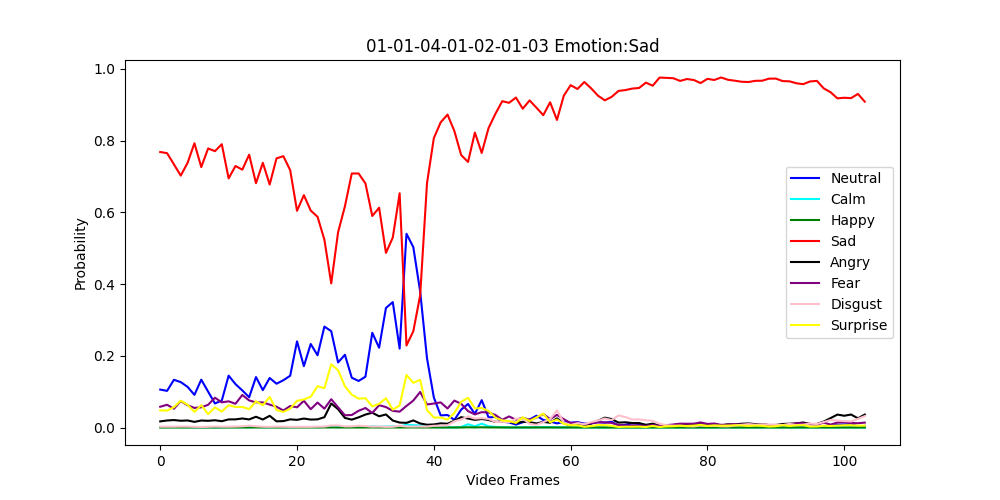 01-01-04-01-02-01-03 Emotion:Sad
Probability
1.0
0.8
0.6
0.4
0.2
0.0
0
20
40
60
80
100
Video Frames
Neutral
Calm
Happy
Sad
Angry
Fear
Disgust
Surprise